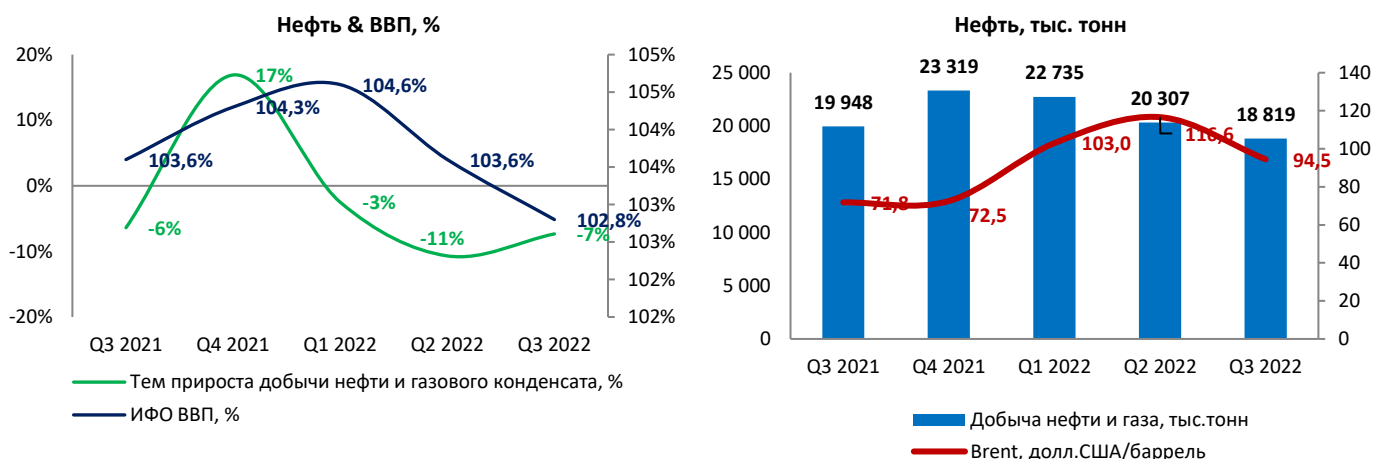 Нефть & ВВП, %
20%
10%
0%
-10%
-20%
105%
105%
104%
104%
103%
103%
102%
102%
17%
104,6%
104,3%
103,6%
103,6%
-3%
-6%
-11%
102,8%
-7%
Q3 2021
Q4 2021
Q1 2022
Q2 2022
Q3 2022
Тем прироста добычи нефти и газового конденсата, %
ИФО ВВП, %
Нефть, тыс. тонн
25 000
20 000
15 000
10 000
5 000
0
140
120
100
80
60
40
20
0
19 948
23 319
22 735
20 307
18 819
71,8
72,5
103,0
116,6
94,5
Q3 2021
Q4 2021
Q1 2022
Q2 2022
Q3 2022
Добыча нефти и газа, тыс.тонн
Brent, долл.США/баррель